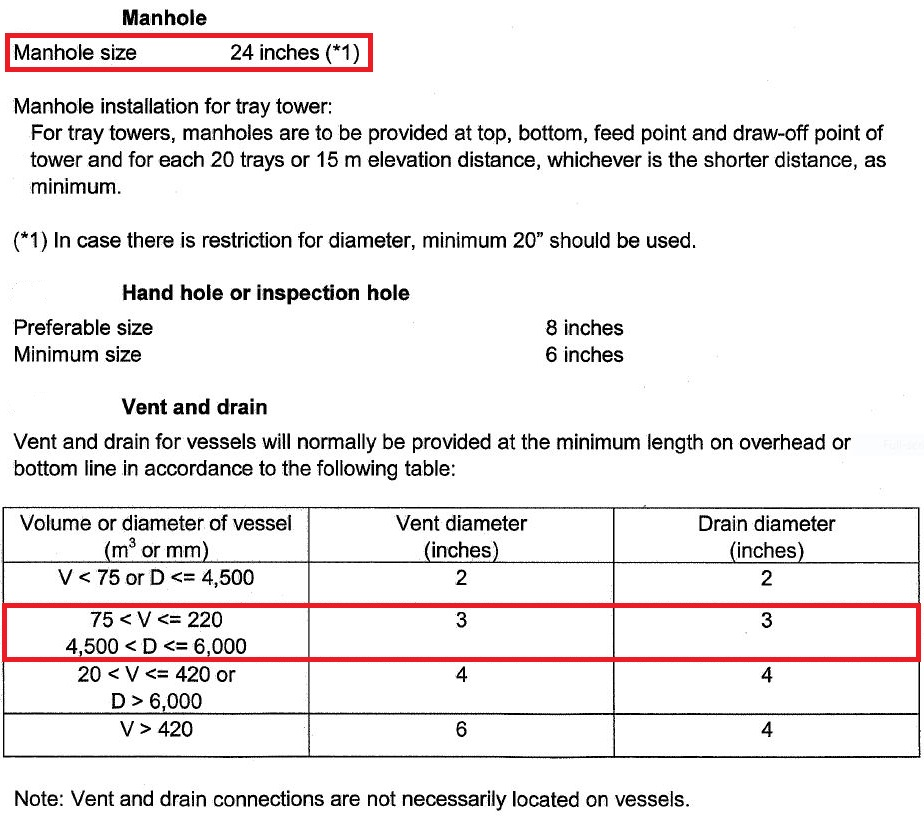 Manhole
Manhole size 24 inches (*1)
Manhole installation for tray tower:
For tray towers, manholes are to be provided at top, bottom, feed point and draw-off point of
tower and for each 20 trays or 15 m elevation distance, whichever is the shorter distance, as
minimum.
(*1) In case there is restriction for diameter, minimum 20" should be used.
Hand hole or inspection hole
Preferable size 8 inches
Minimum size 6 inches
Vent and drain
Vent and drain for vessels will normally be provided at the minimum length on overhead or
bottom line in accordance to the following table:
Volume or diameter of vessel Vent diameter Drain diameter
(m³ or mm) (inches) (inches)
V < 75 or D <= 4,500 2 2
75 < V <= 220 3 3
4,500 < D <= 6,000
20 < V <= 420 or 4 4
D > 6,000
V > 420 6 4
Note: Vent and drain connections are not necessarily located on vessels.